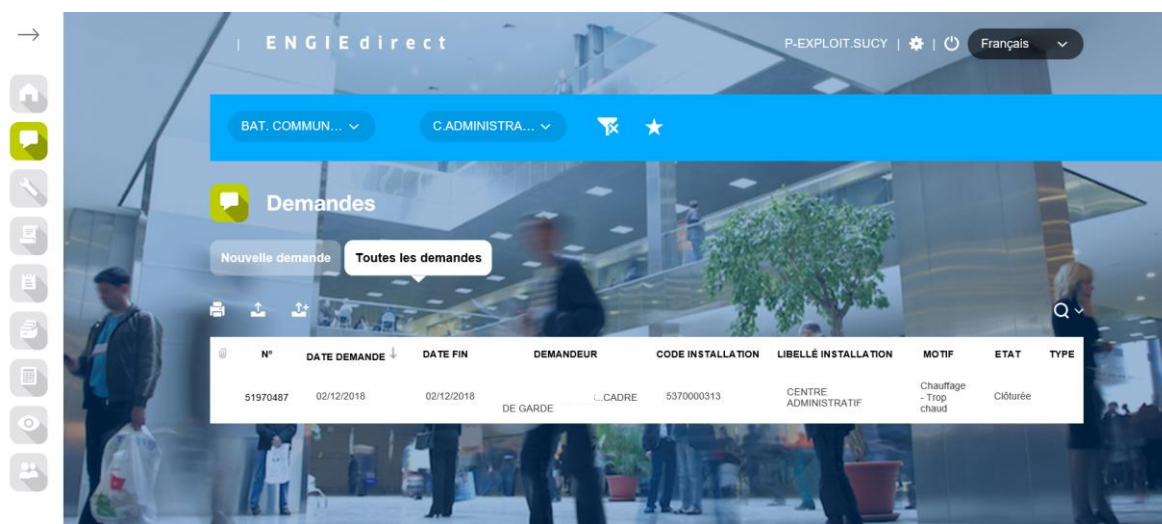 | ENGIEdirect
P-EXPLOIT.SUCY | | Français
BAT. COMMUN... C.ADMINISTRA...
Demandes
Nouvelle demande Toutes les demandes
N° DATE DEMANDE DATE FIN DEMANDEUR CODE INSTALLATION LIBELLÉ INSTALLATION MOTIF ETAT TYPE
51970487 02/12/2018 02/12/2018 ...CADRE 5370000313 CENTRE Chauffage Clôturée
DE GARDE ADMINISTRATIF - Trop
chaud